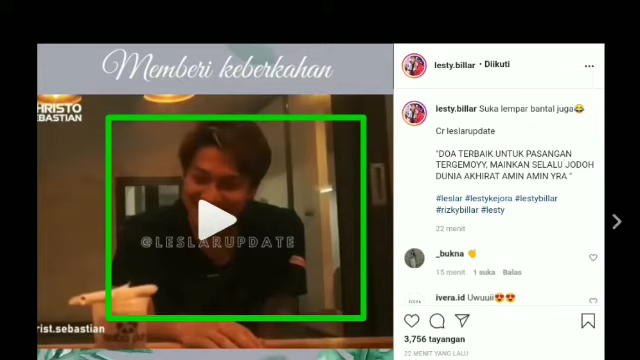 Memberi keberkahan
CHRISTO
SEBASTIAN
@LESLARUPDATE
rist.sebastian
lesty.billar • Diikuti
lesty.billar Suka lempar bantal juga😂
Cr leslarupdate
"DOA TERBAIK UNTUK PASANGAN
TERGEMOYY, MAINKAN SELALU JODOH
DUNIA AKHIRAT AMIN AMIN YRA "
#leslar #lestykejora #lestybillar
#rizkybillar #lesty
22 menit
_bukna 👏
15 menit 1 suka Balas
ivera.id Uwuuii😍😍
3,756 tayangan
22 MENIT YANG LALU